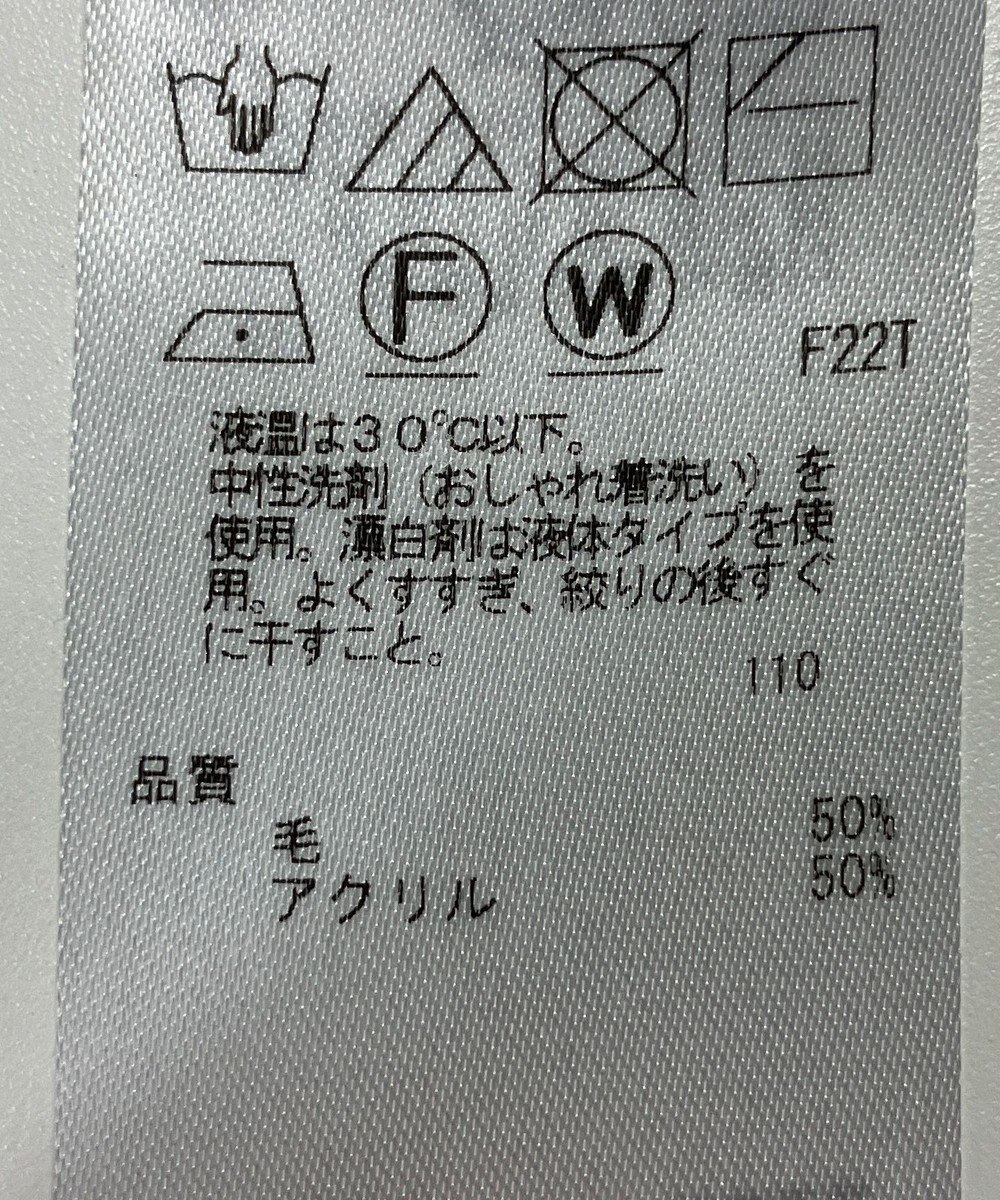 F
W
F22T
液温は30℃以下。
中性洗剤（おしゃれ着洗い）を
使用。漂白剤は液体タイプを使
用。よくすすぎ、絞りの後すぐ
に干すこと。
110
品質
毛 50%
アクリル 50%